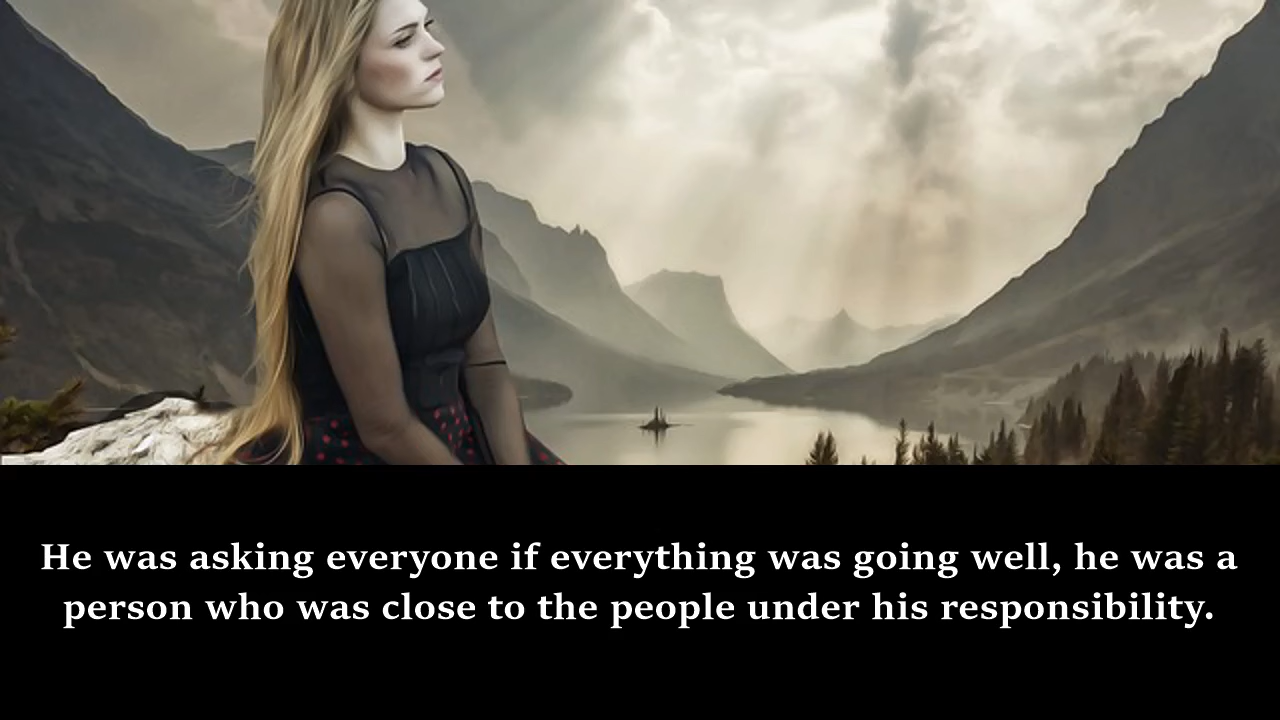 He was asking everyone if everything was going well, he was a
person who was close to the people under his responsibility.